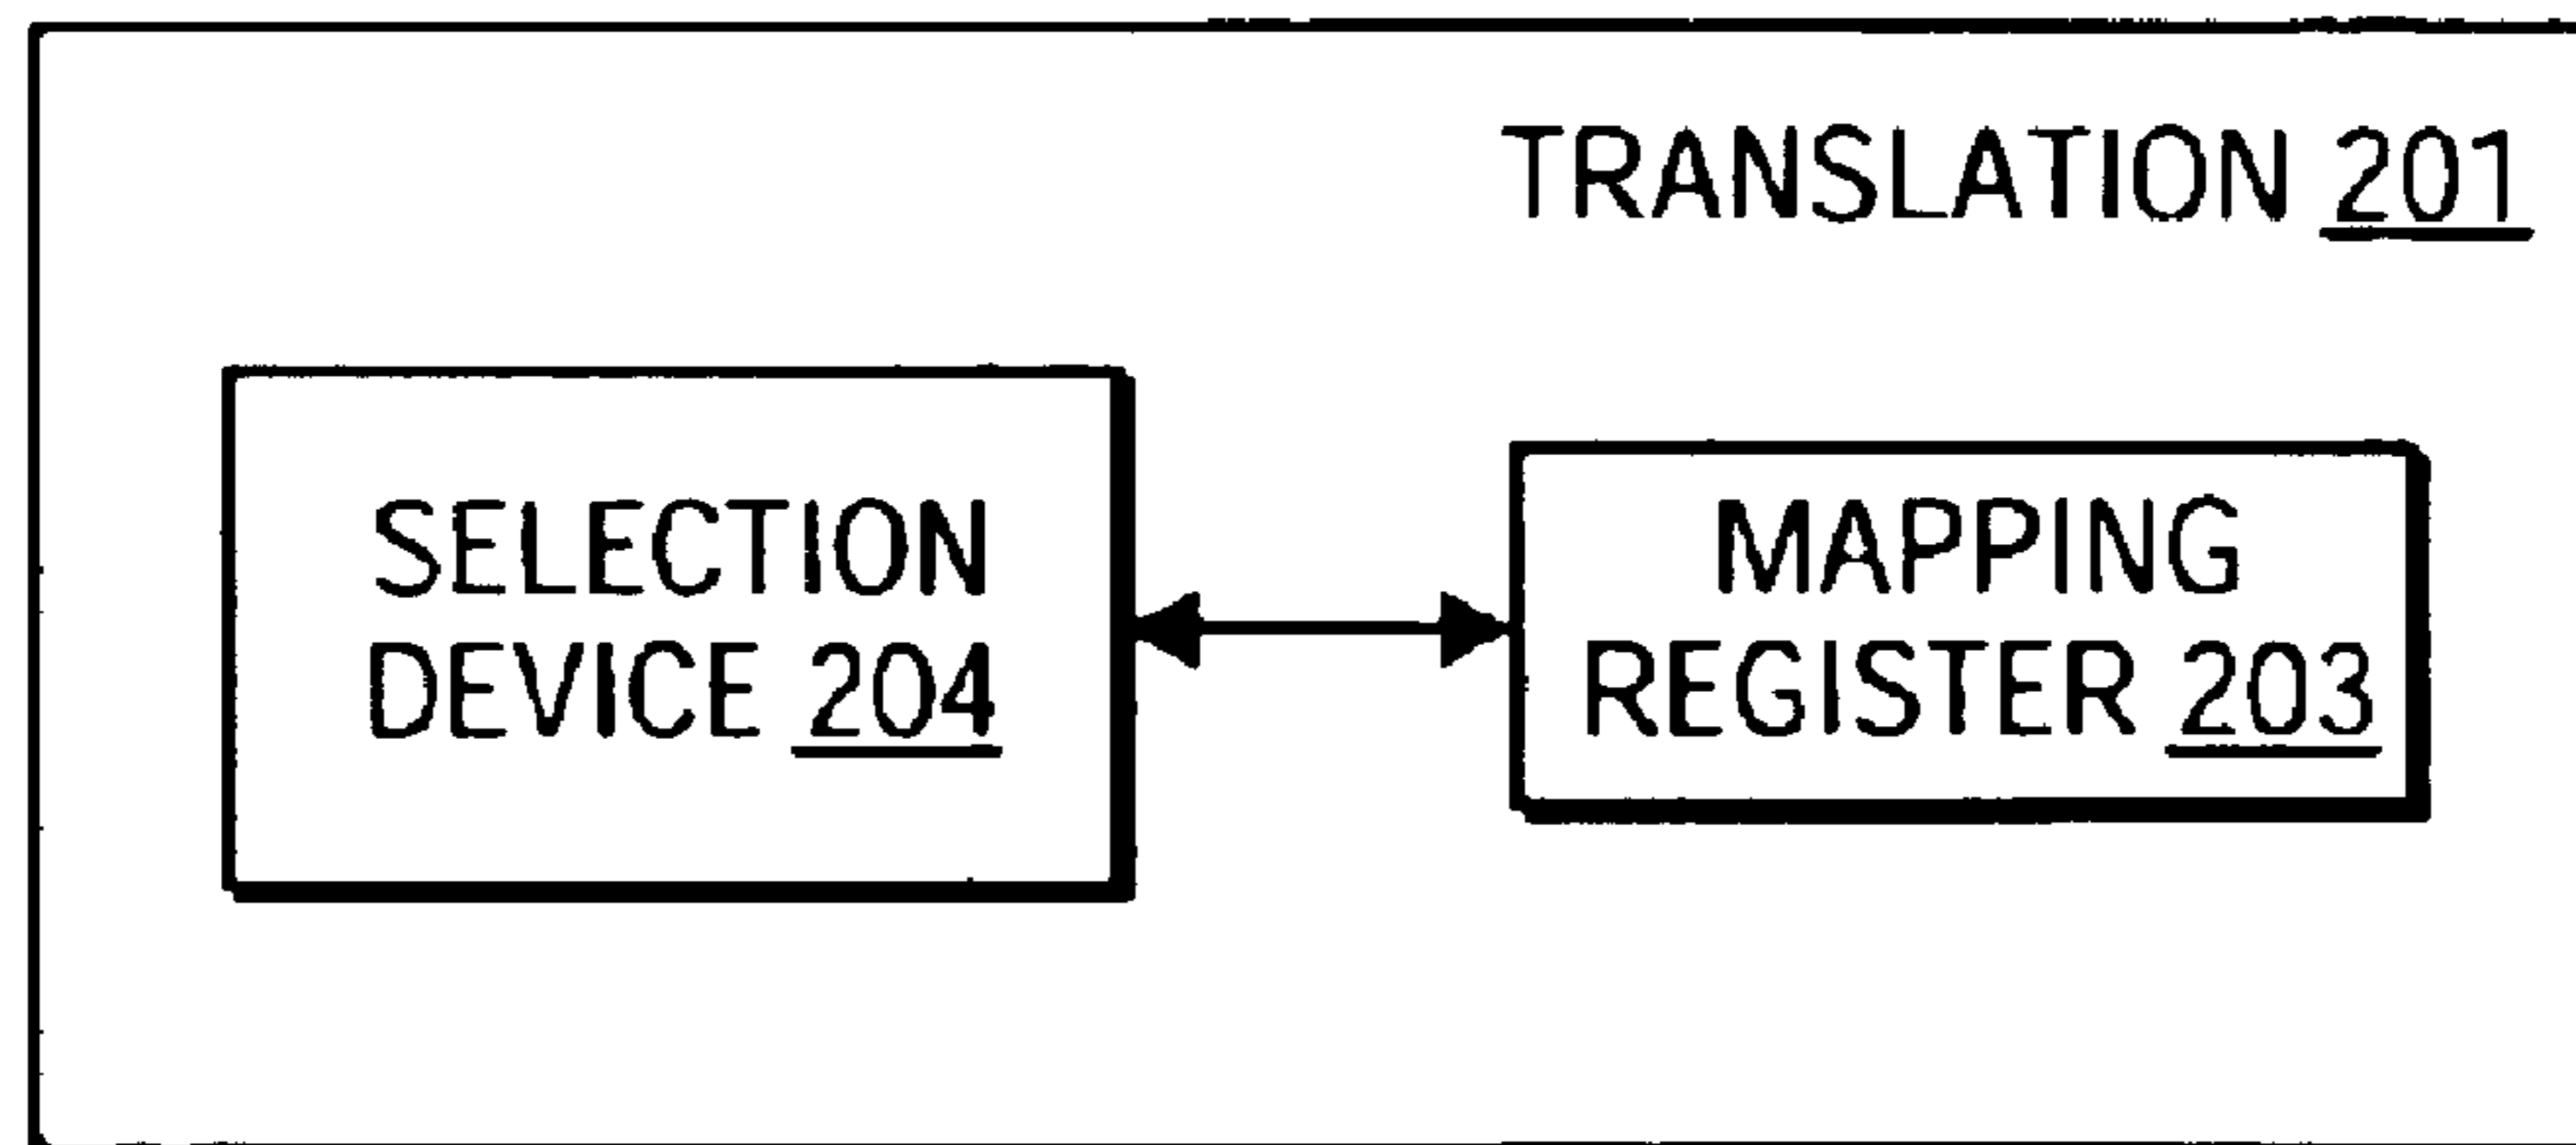 TRANSLATION 201
SELECTION
DEVICE 204
MAPPING
REGISTER 203